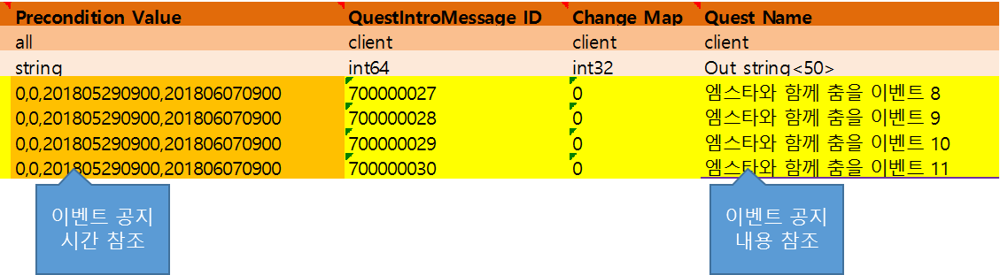 Precondition Value QuestIntroMessage ID Change Map Quest Name
all client client client
string int64 int32 Out string<50>
0,0,201805290900,201806070900 700000027 0 엠스타와 함께 춤을 이벤트 8
0,0,201805290900,201806070900 700000028 0 엠스타와 함께 춤을 이벤트 9
0,0,201805290900,201806070900 700000029 0 엠스타와 함께 춤을 이벤트 10
0,0,201805290900,201806070900 700000030 0 엠스타와 함께 춤을 이벤트 11
이벤트 공지
시간 참조
이벤트 공지
내용 참조